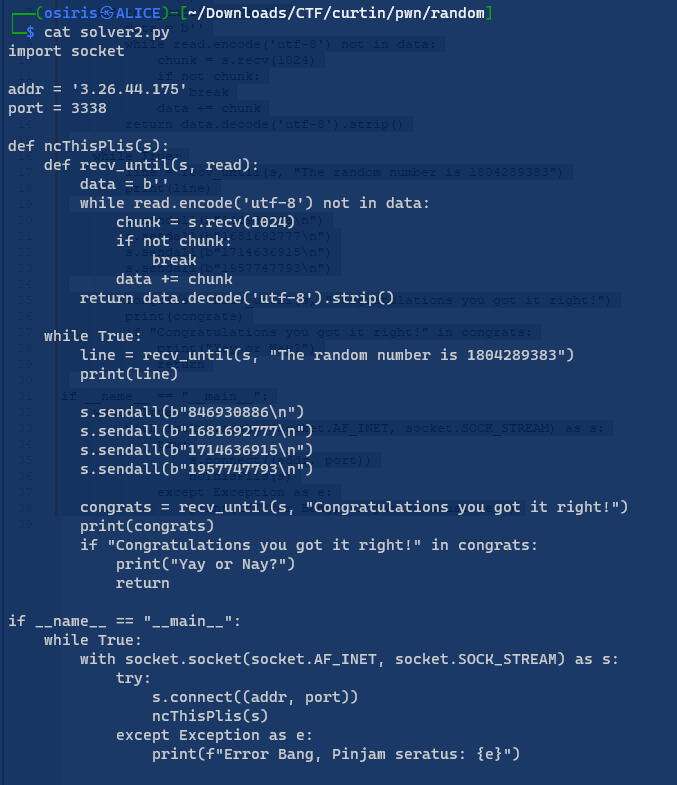 ┌──(osiris㉿ALICE)-[~/Downloads/CTF/curtin/pwn/random]
└─$ cat solver2.py
import socket

addr = '3.26.44.175'
port = 3338

def ncThisPlis(s):
    def recv_until(s, read):
        data = b''
        while read.encode('utf-8') not in data:
            chunk = s.recv(1024)
            if not chunk:
                break
            data += chunk
        return data.decode('utf-8').strip()

    while True:
        line = recv_until(s, "The random number is 1804289383")
        print(line)

        s.sendall(b"846930886\n")
        s.sendall(b"1681692777\n")
        s.sendall(b"1714636915\n")
        s.sendall(b"1957747793\n")

        congrats = recv_until(s, "Congratulations you got it right!")
        print(congrats)
        if "Congratulations you got it right!" in congrats:
            print("Yay or Nay?")
            return

if __name__ == "__main__":
    while True:
        with socket.socket(socket.AF_INET, socket.SOCK_STREAM) as s:
            try:
                s.connect((addr, port))
                ncThisPlis(s)
            except Exception as e:
                print(f"Error Bang, Pinjam seratus: {e}")